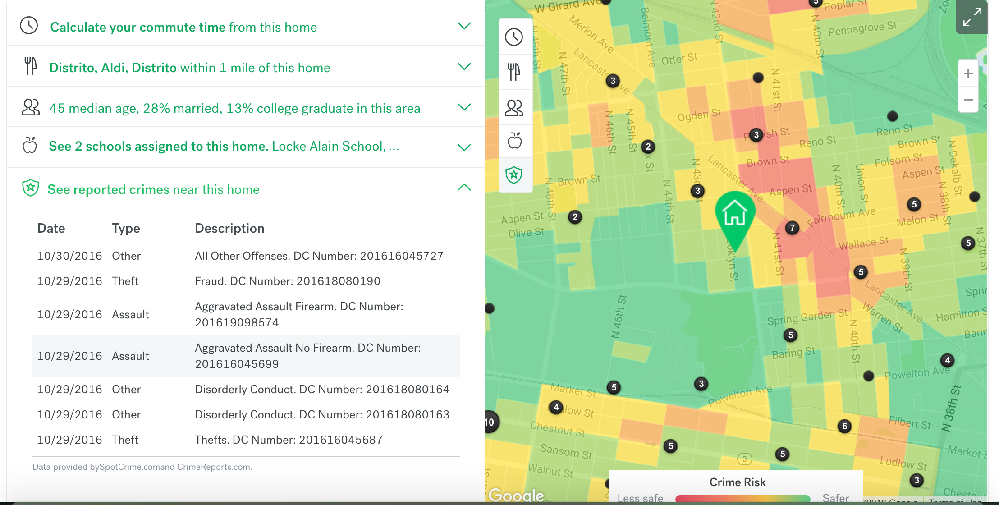 Calculate your commute time from this home
Distrito, Aldi, Distrito within 1 mile of this home
45 median age, 28% married, 13% college graduate in this area
See 2 schools assigned to this home. Locke Alain School, ...
See reported crimes near this home
Date Type Description
10/30/2016 Other All Other Offenses. DC Number: 201616045727
10/29/2016 Theft Fraud. DC Number: 201618080190
10/29/2016 Assault Aggravated Assault Firearm. DC Number:
201619098574
10/29/2016 Assault Aggravated Assault No Firearm. DC Number:
201616045699
10/29/2016 Other Disorderly Conduct. DC Number: 201618080164
10/29/2016 Other Disorderly Conduct. DC Number: 201618080163
10/29/2016 Theft Thefts. DC Number: 201616045687
Data provided bySpotCrime.comand CrimeReports.com.
W Girard Ave
5
Poplar St
Merion Ave
Belmont Ave
N 42nd St
N 40th St
Pennsgrove St
N 48th St
N 47th St
Lancaster Ave
Otter St
3
N 41st St
+
−
Ogden St
N 46th St
N 45th St
3
Reno St
Reno St
Brown St
N Dekalb St
2
Brown St
Folsom St
Aspen St
N 43rd St
Lancaster Ave
N 40th St
Union St
N 48th St
Brown St
N 44th St
3
Aspen St
N 38th St
5
Aspen St
2
Olive St
7
Fairmount Ave
Melon St
N 41st St
Wallace St
5
N 37th St
N 39th St
5
Lancaster Ave
N 46th St
Spring Garden St
Warren St
Hamilton S
N 40th St
5
Baring St
4
Powelton Ave
Market St
5
3
Powelton Ave
N 38th St
4
10
Chestnut St
6
Filbert St
Sansom St
5
5
3
Market S
Walnut St
Ludlow St
3
Chestnut
Crime Risk
Less safe Safer
Google
©2016 Google Terms of Use